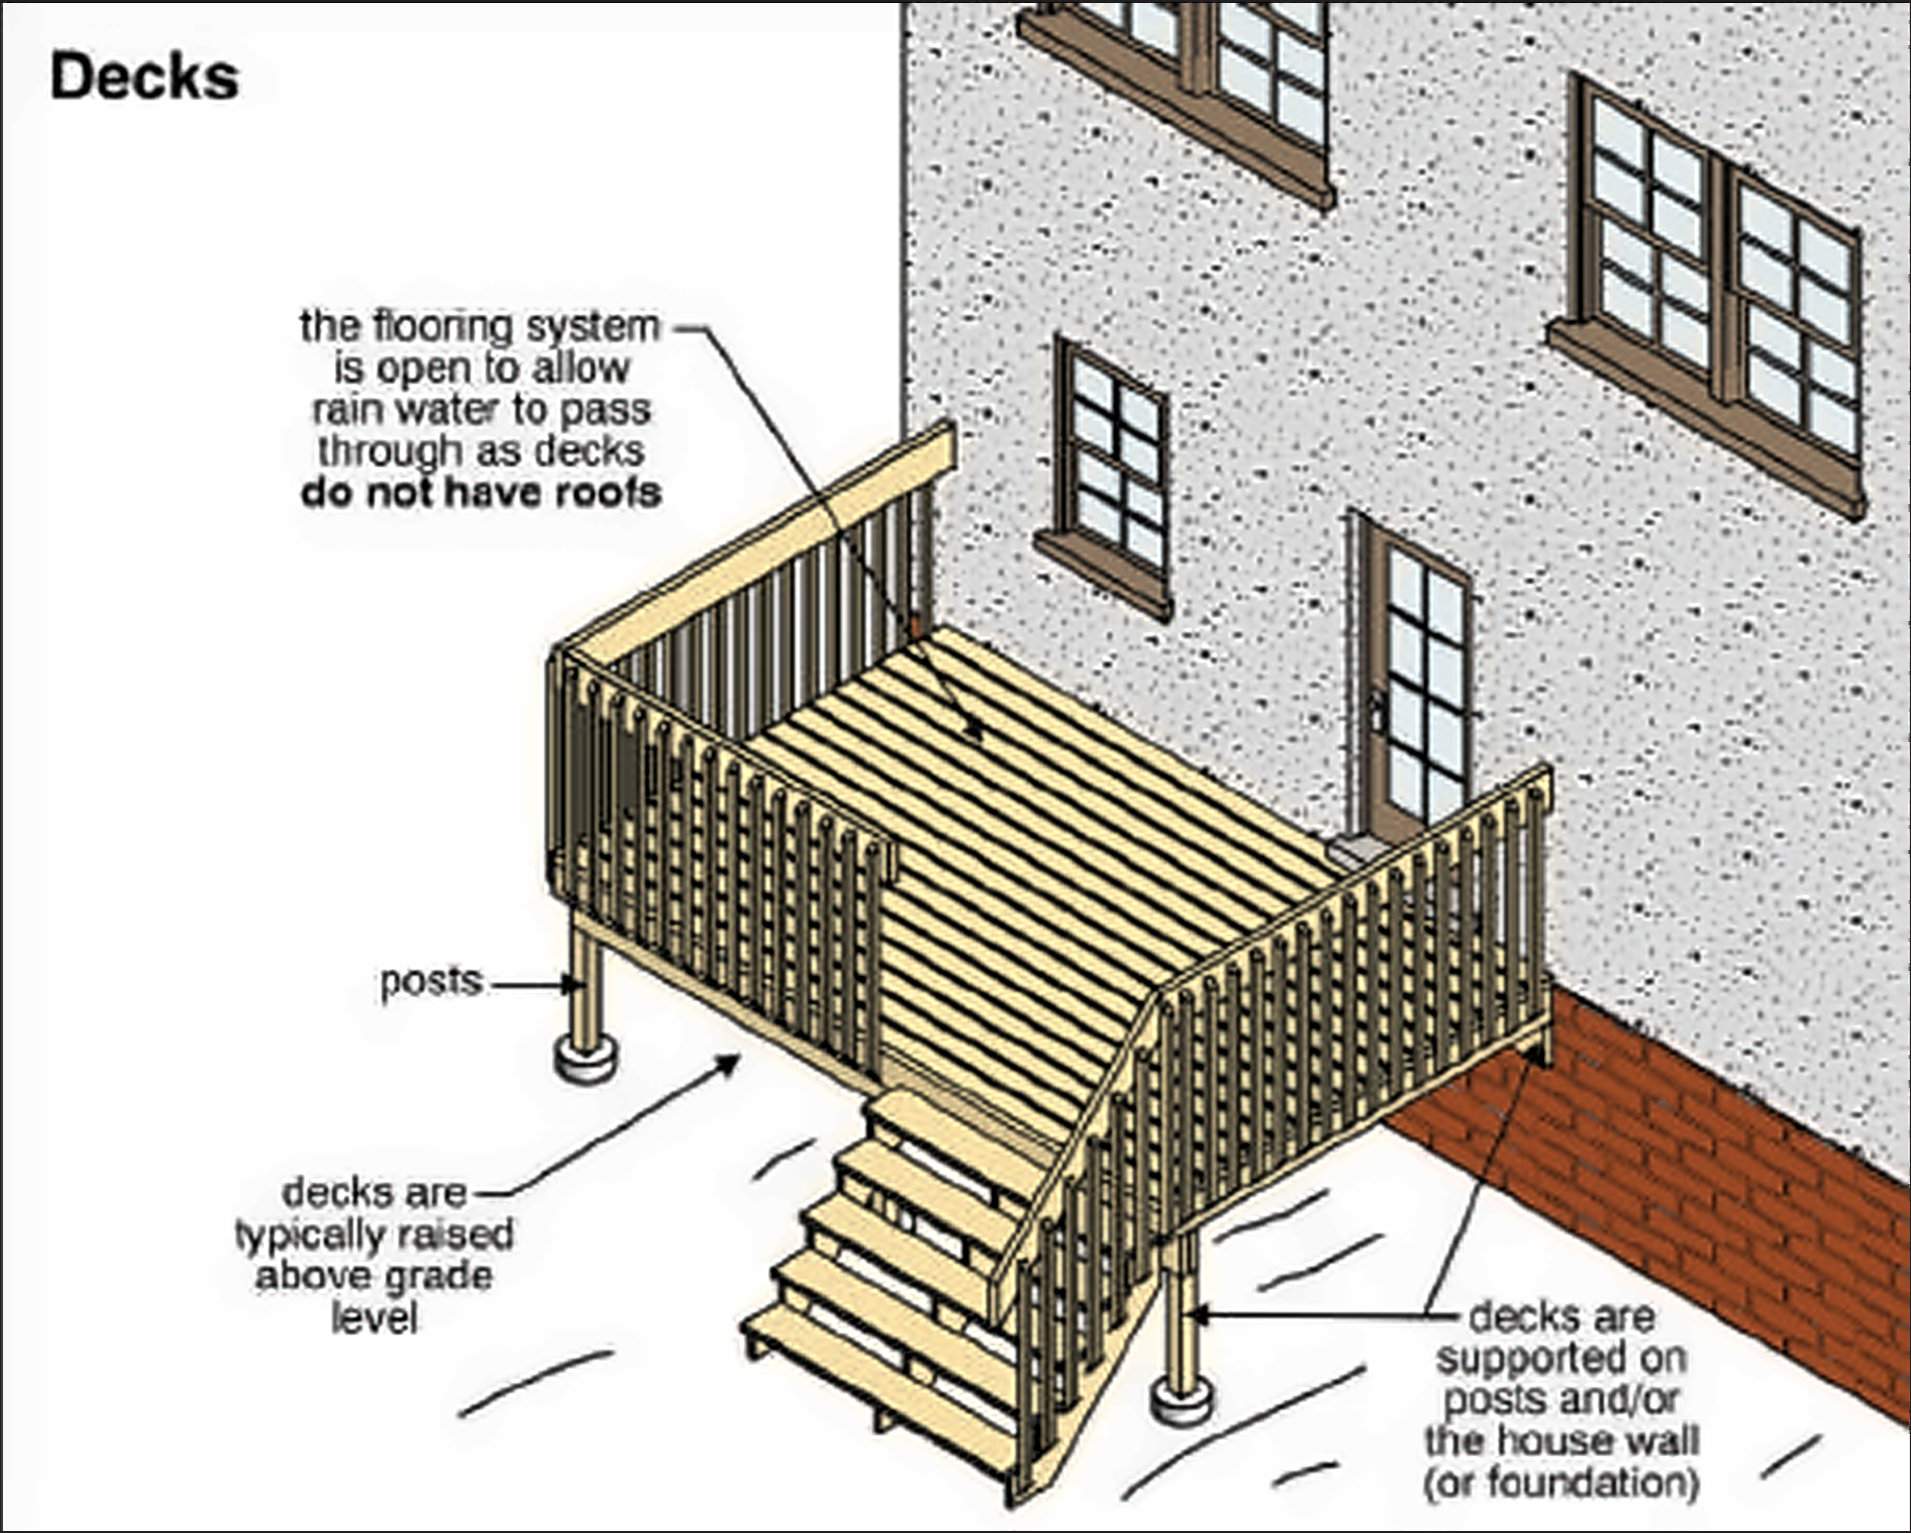 Decks
the flooring system
is open to allow
rain water to pass
through as decks
do not have roofs
posts
decks are
typically raised
above grade
level
decks are
supported on
posts and/or
the house wall
(or foundation)